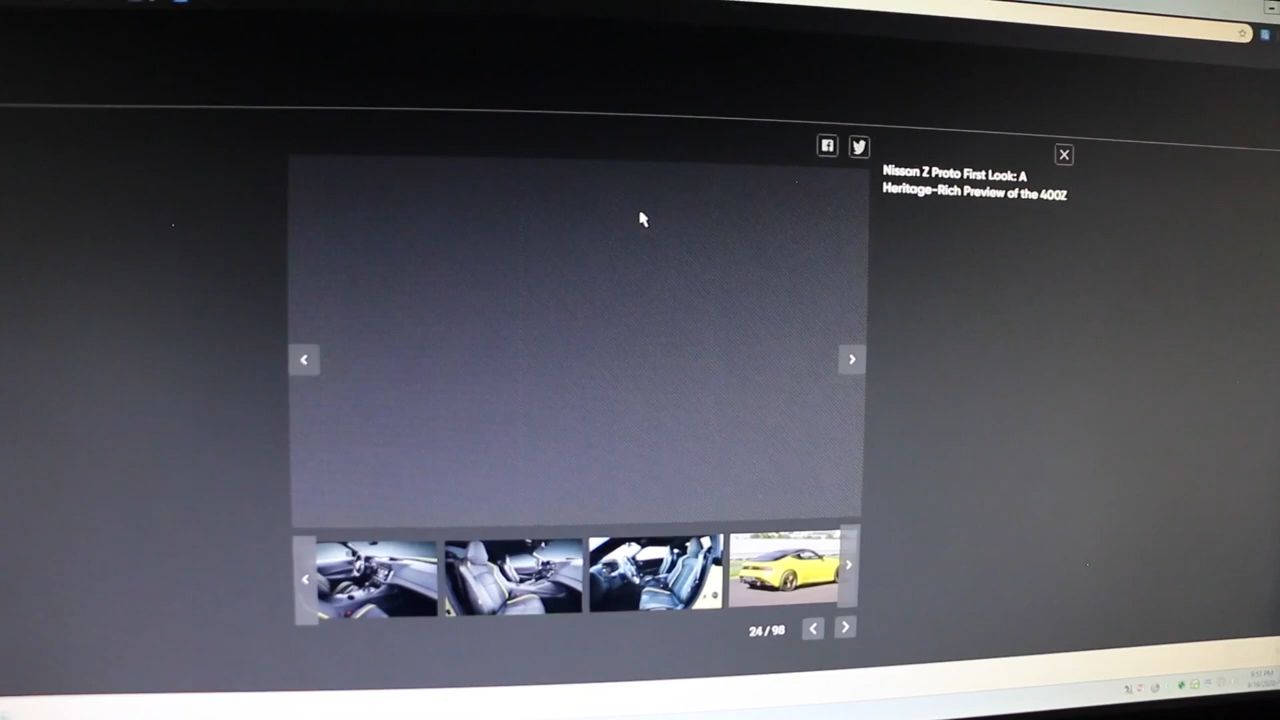 Nissan Z Proto First Look: A
Heritage-Rich Preview of the 400Z
24 / 98